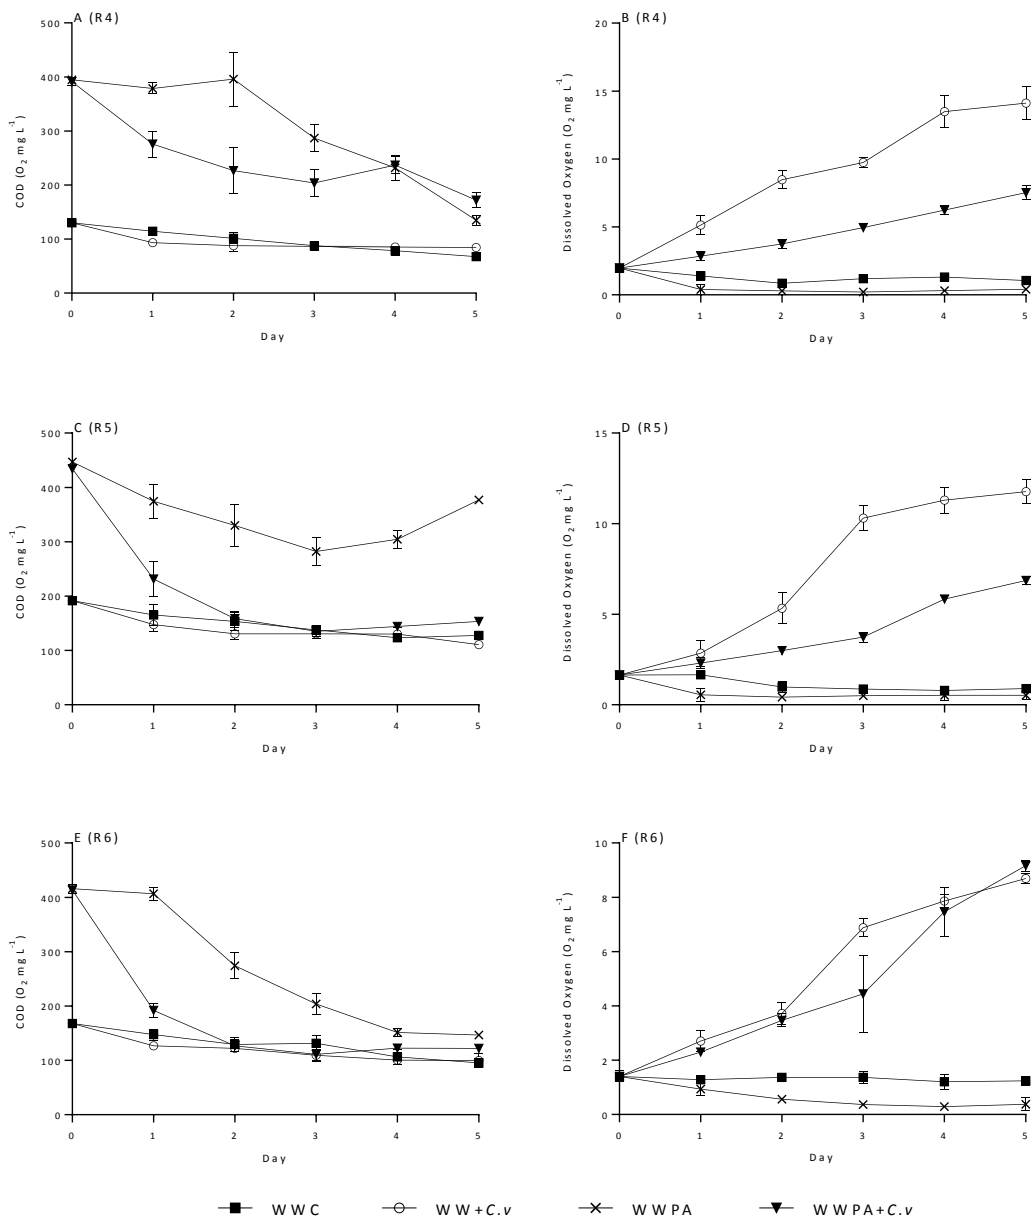 A (R4)
500
400
300
200
100
0
COD (O2 mg L-1)
0 1 2 3 4 5
Day
B (R4)
20
15
10
5
0
Dissolved Oxygen (O2 mg L-1)
0 1 2 3 4 5
Day
C (R5)
500
400
300
200
100
0
COD (O2 mg L-1)
0 1 2 3 4 5
Day
D (R5)
15
10
5
0
Dissolved Oxygen (O2 mg L-1)
0 1 2 3 4 5
Day
E (R6)
500
400
300
200
100
0
COD (O2 mg L-1)
0 1 2 3 4 5
Day
F (R6)
10
8
6
4
2
0
Dissolved Oxygen (O2 mg L-1)
0 1 2 3 4 5
Day
WWC WW+C.v WWPA WWPA+C.v